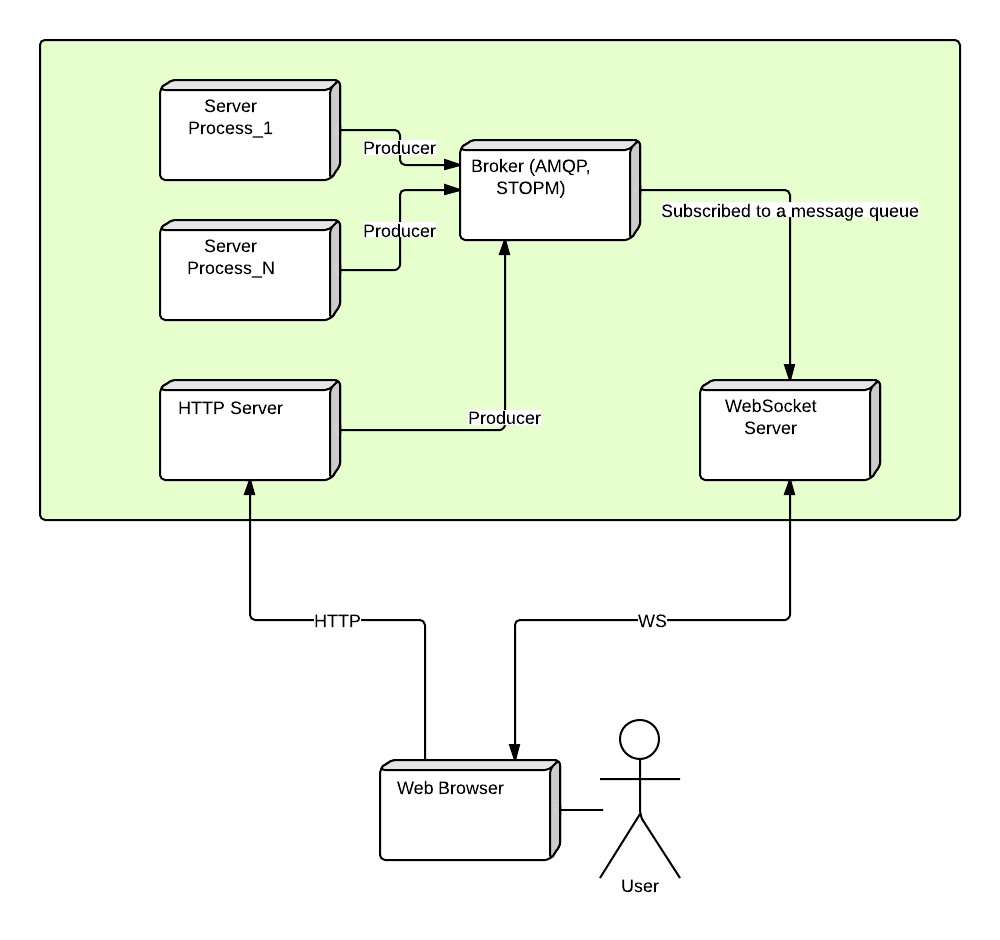 Server
Process_1
Producer
Broker (AMQP,
STOPM)
Subscribed to a message queue
Producer
Server
Process_N
HTTP Server
Producer
WebSocket
Server
HTTP
WS
Web Browser
User